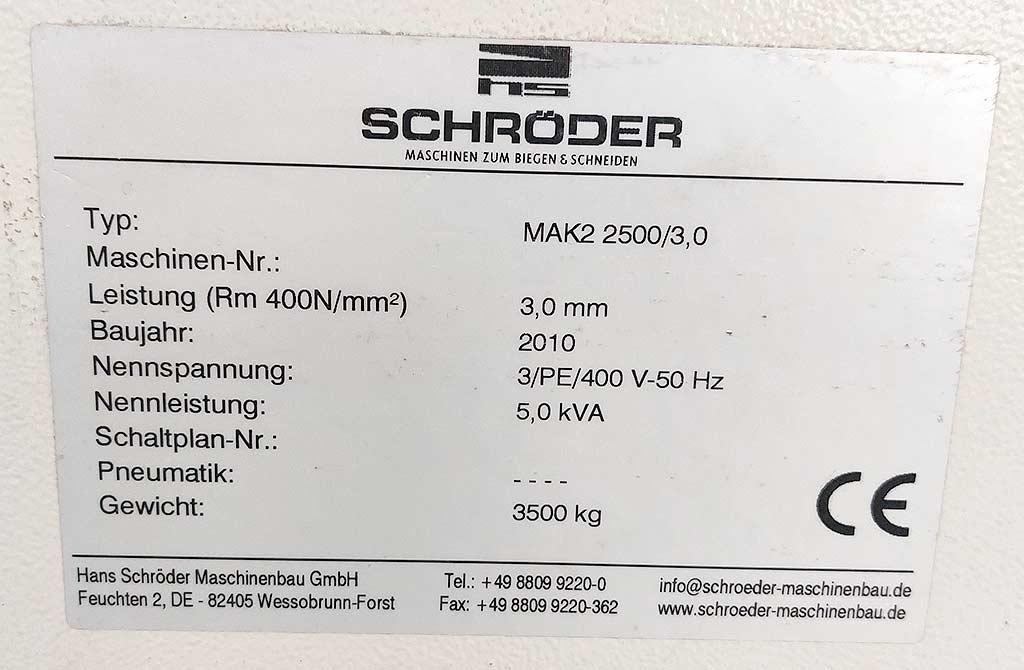 hs
SCHRÖDER
MASCHINEN ZUM BIEGEN & SCHNEIDEN
Typ: MAK2 2500/3,0
Maschinen-Nr.:
Leistung (Rm 400N/mm²) 3,0 mm
Baujahr: 2010
Nennspannung: 3/PE/400 V-50 Hz
Nennleistung: 5,0 kVA
Schaltplan-Nr.:
Pneumatik: - - - -
Gewicht: 3500 kg
CE
Hans Schröder Maschinenbau GmbH Tel.: +49 8809 9220-0 info@schroeder-maschinenbau.de
Feuchten 2, DE - 82405 Wessobrunn-Forst Fax: +49 8809 9220-362 www.schroeder-maschinenbau.de